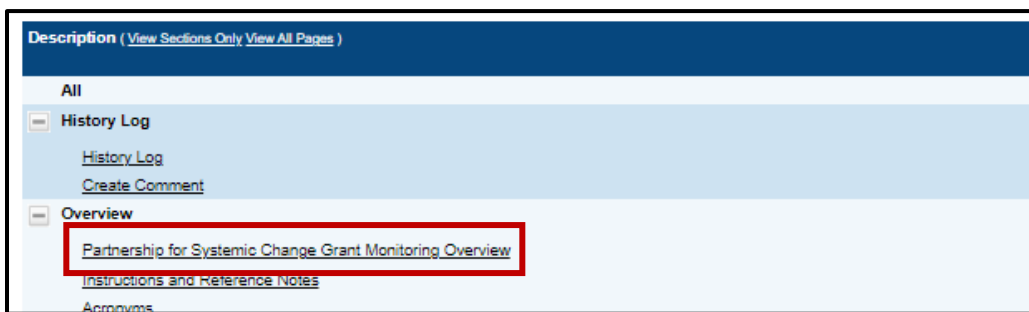 Description ( View Sections Only View All Pages )
All
History Log
History Log
Create Comment
Overview
Partnership for Systemic Change Grant Monitoring Overview
Instructions and Reference Notes
Acronyms